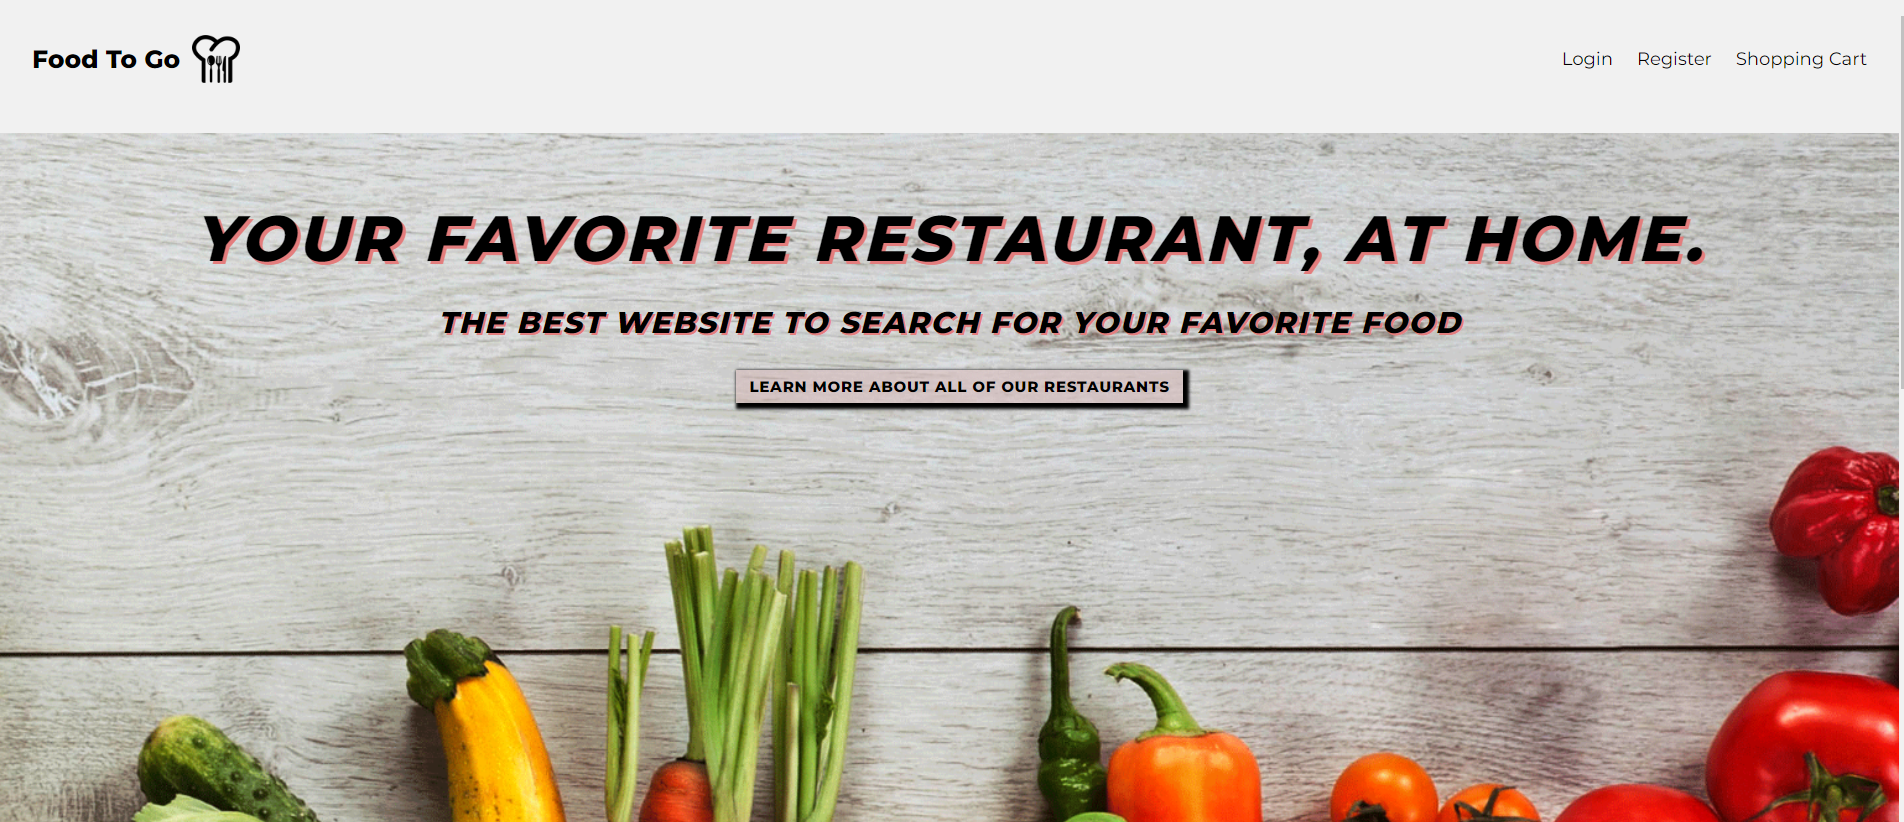 Food To Go
Login Register Shopping Cart
YOUR FAVORITE RESTAURANT, AT HOME.
THE BEST WEBSITE TO SEARCH FOR YOUR FAVORITE FOOD
LEARN MORE ABOUT ALL OF OUR RESTAURANTS